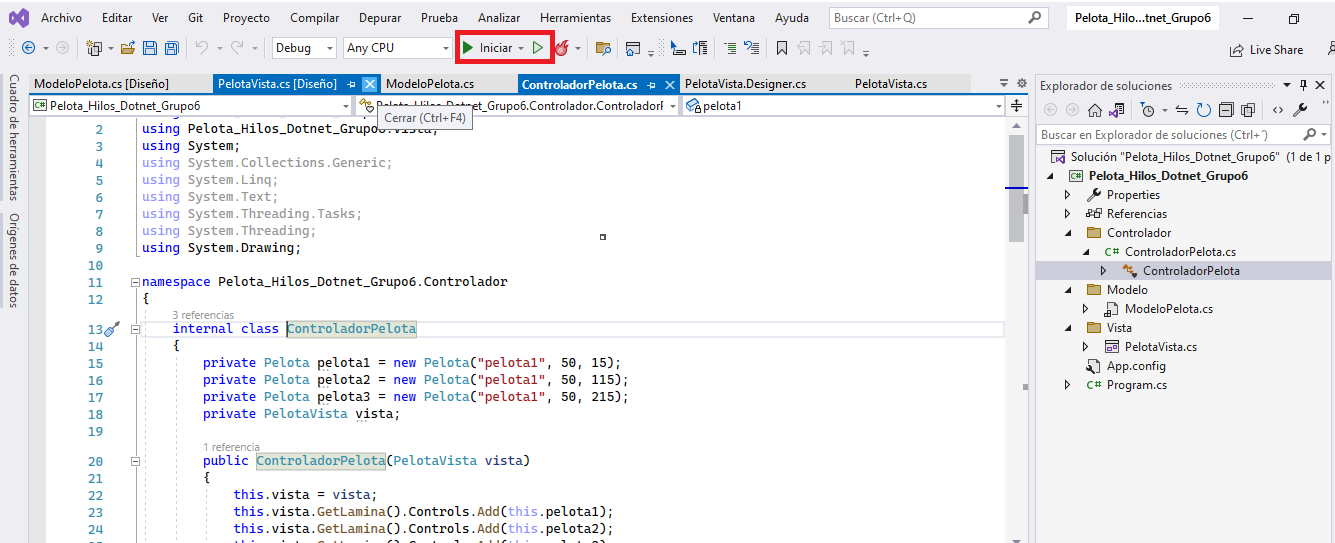 Archivo Editar Ver Git Proyecto Compilar Depurar Prueba Analizar Herramientas Extensiones Ventana Ayuda Buscar (Ctrl+Q) Pelota_Hilo...tnet_Grupo6
Debug Any CPU Iniciar Live Share
ModeloPelota.cs [Diseño] PelotaVista.cs [Diseño] ModeloPelota.cs ControladorPelota.cs PelotaVista.Designer.cs PelotaVista.cs
Pelota_Hilos_Dotnet_Grupo6 Pelota_Hilos_Dotnet_Grupo6.Controlador.ControladorF pelota1
Cerrar (Ctrl+F4)
Cuadro de herramientas
Orígenes de datos
2 using Pelota_Hilos_Dotnet_Grupo6.Vista;
3 using System;
4 using System.Collections.Generic;
5 using System.Linq;
6 using System.Text;
7 using System.Threading.Tasks;
8 using System.Threading;
9 using System.Drawing;
10
11 namespace Pelota_Hilos_Dotnet_Grupo6.Controlador
12 {
3 referencias
13 internal class ControladorPelota
14 {
15 private Pelota pelota1 = new Pelota("pelota1", 50, 15);
16 private Pelota pelota2 = new Pelota("pelota1", 50, 115);
17 private Pelota pelota3 = new Pelota("pelota1", 50, 215);
18 private PelotaVista vista;
19
1 referencia
20 public ControladorPelota(PelotaVista vista)
21 {
22 this.vista = vista;
23 this.vista.GetLamina().Controls.Add(this.pelota1);
24 this.vista.GetLamina().Controls.Add(this.pelota2);
Explorador de soluciones
Buscar en Explorador de soluciones (Ctrl+´)
Solución "Pelota_Hilos_Dotnet_Grupo6" (1 de 1 p
Pelota_Hilos_Dotnet_Grupo6
Properties
Referencias
Controlador
ControladorPelota.cs
ControladorPelota
Modelo
ModeloPelota.cs
Vista
PelotaVista.cs
App.config
Program.cs